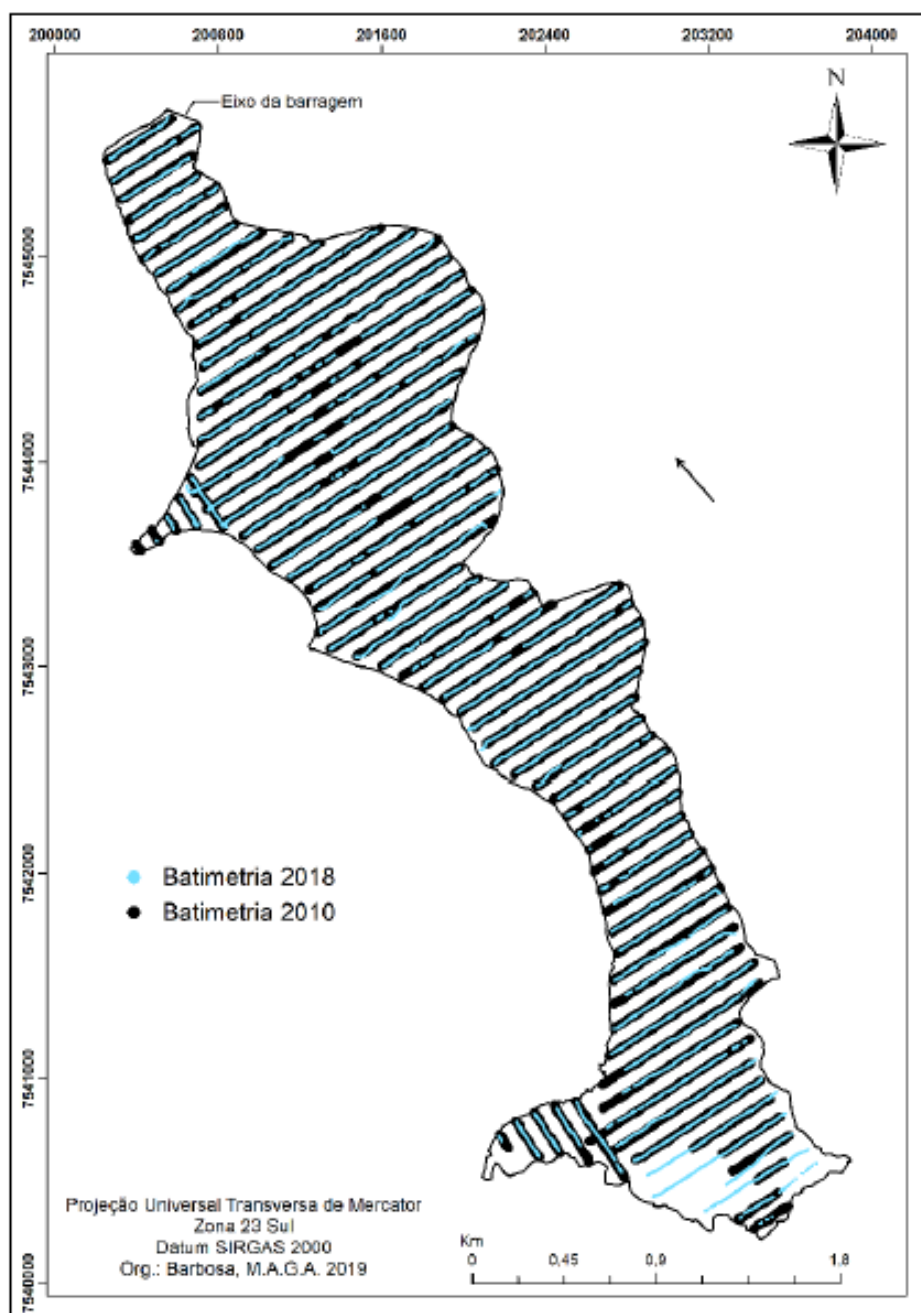 200000 200800 201600 202400 203200 204000
N
Eixo da barragem
7545000
7544000
7543000
7542000
Batimetria 2018
Batimetria 2010
7541000
Projeção Universal Transversa de Mercator
Zona 23 Sul
Datum SIRGAS 2000
Org.: Barbosa, M.A.G.A. 2019
Km
0 0,45 0,9 1,8
7540000